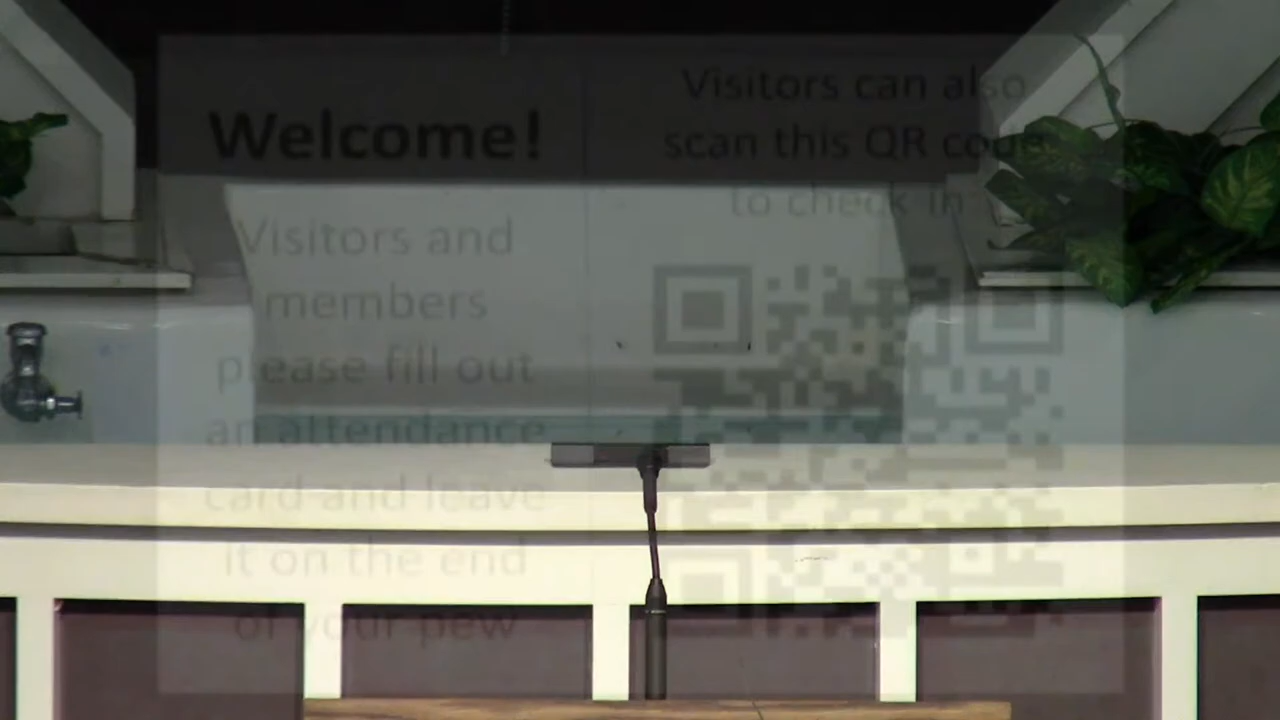 Welcome!
Visitors and
members
please fill out
an attendance
card and leave
it on the end
of your pew
Visitors can also
scan this QR code
to check in